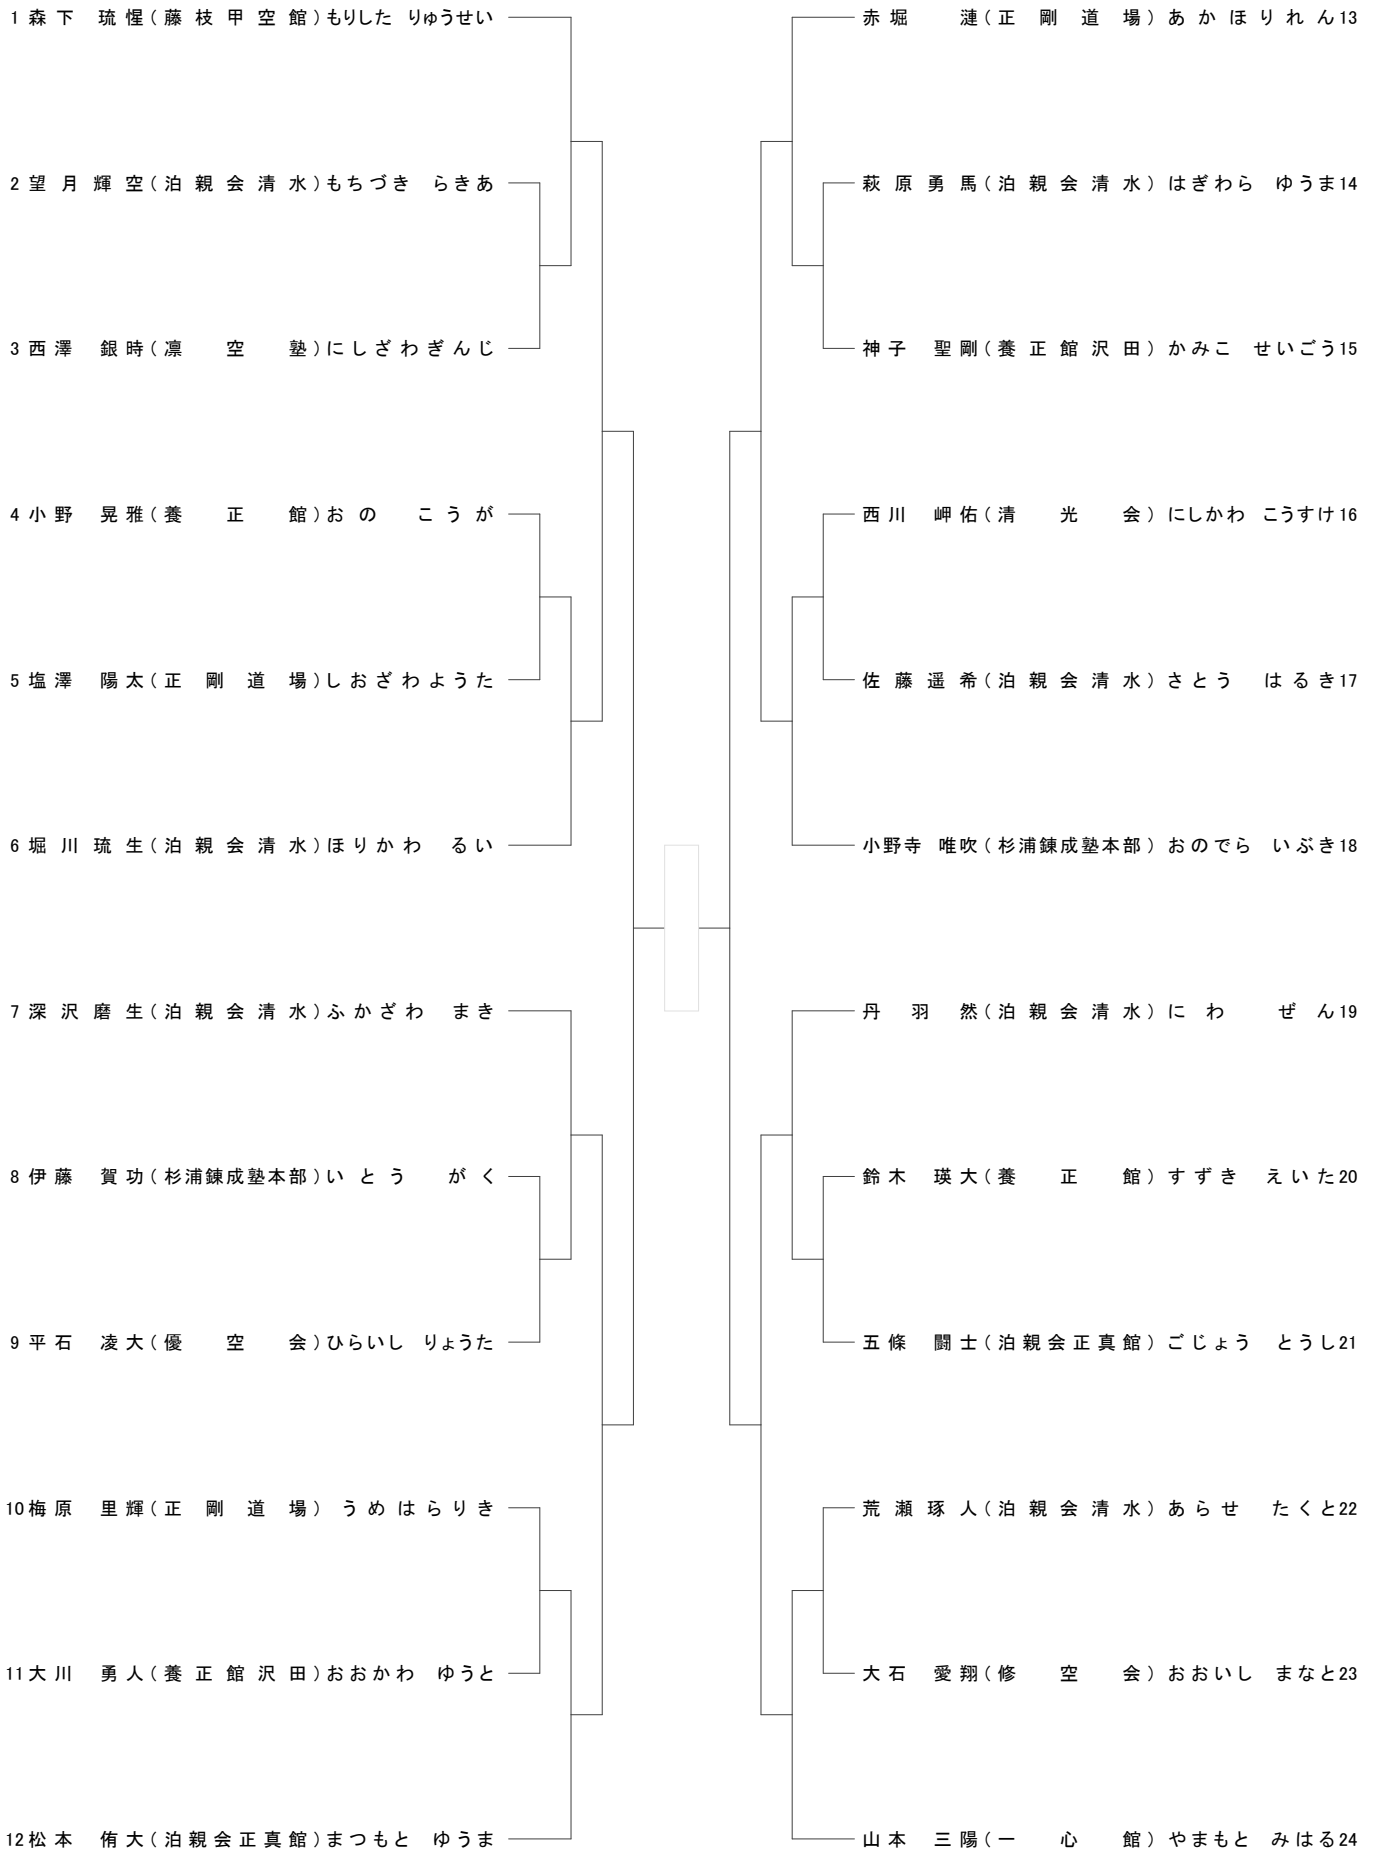 1 森下 琉惺(藤枝甲空館)もりした りゅうせい
2 望月輝空(泊親会清水)もちづき らきあ
3 西澤 銀時(凛空塾)にしざわぎんじ
4 小野 晃雅(養正館)おの こうが
5 塩澤 陽太(正剛道場)しおざわようた
6 堀川琉生(泊親会清水)ほりかわ るい
7 深沢磨生(泊親会清水)ふかざわ まき
8 伊藤 賀功(杉浦錬成塾本部)いとう がく
9 平石 凌大(優空会)ひらいし りょうた
10 梅原 里輝(正剛道場) うめはらりき
11 大川 勇人(養正館沢田)おおかわ ゆうと
12 松本 侑大(泊親会正真館)まつもと ゆうま
赤堀 漣(正剛道場)あかほりれん 13
萩原勇馬(泊親会清水)はぎわら ゆうま 14
神子 聖剛(養正館沢田)かみこ せいごう 15
西川 岬佑(清光会)にしかわ こうすけ 16
佐藤遥希(泊親会清水)さとう はるき 17
小野寺 唯吹(杉浦錬成塾本部)おのでら いぶき 18
丹羽 然(泊親会清水)にわ ぜん 19
鈴木 瑛大(養正館)すずき えいた 20
五條 闘士(泊親会正真館)ごじょう とうし 21
荒瀬琢人(泊親会清水)あらせ たくと 22
大石 愛翔(修空会)おおいし まなと 23
山本 三陽(一心館)やまもと みはる 24